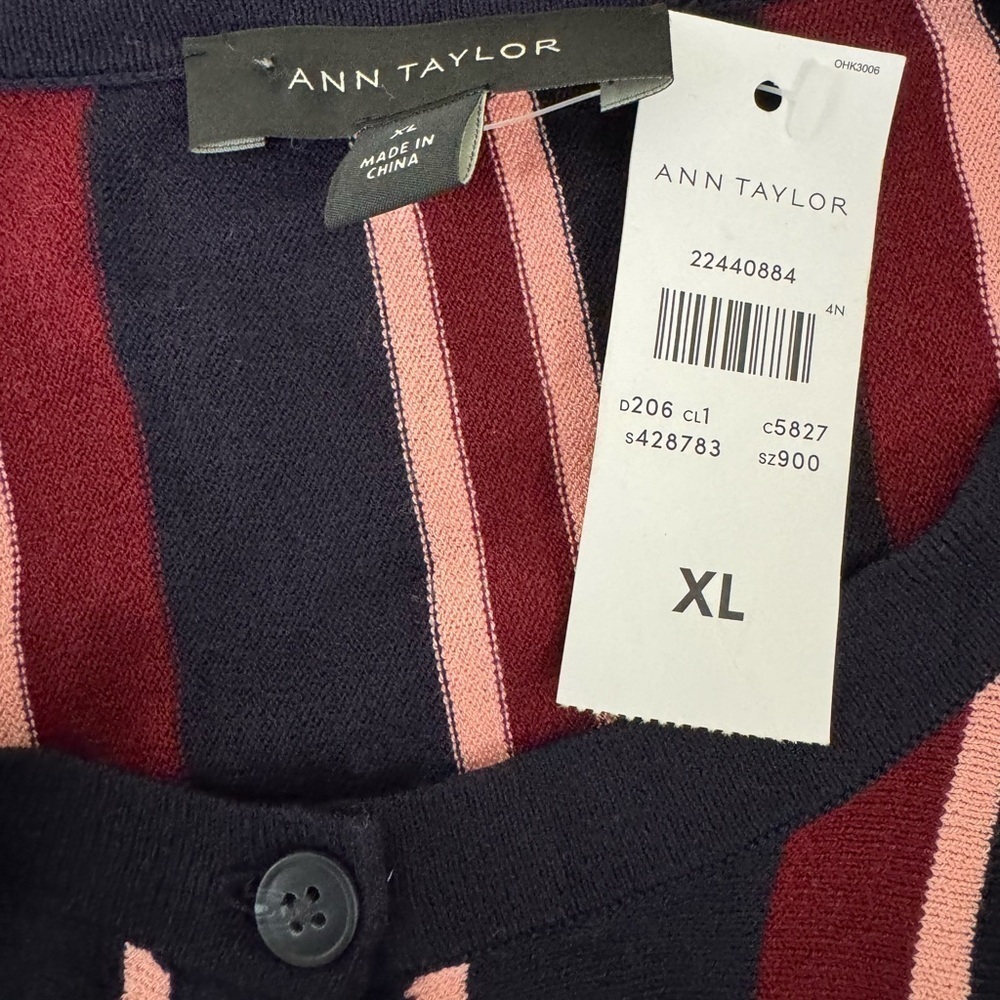 ANN TAYLOR
XL
MADE IN
CHINA
OHK3006
ANN TAYLOR
22440884
4N
D206 CL1 C5827
S428783 SZ900
XL